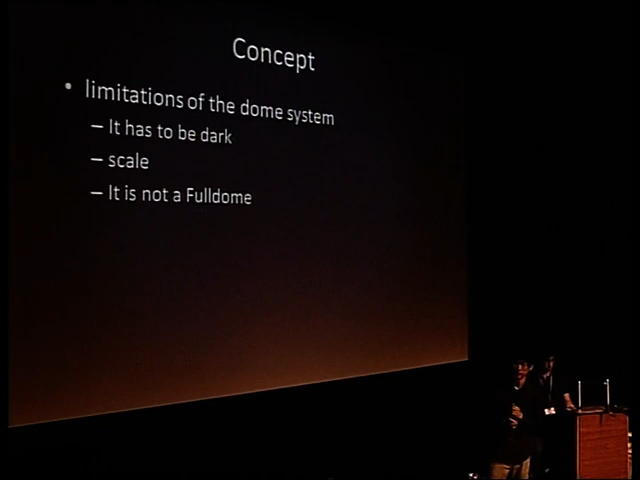 Concept
• limitations of the dome system
– It has to be dark
– scale
– It is not a Fulldome